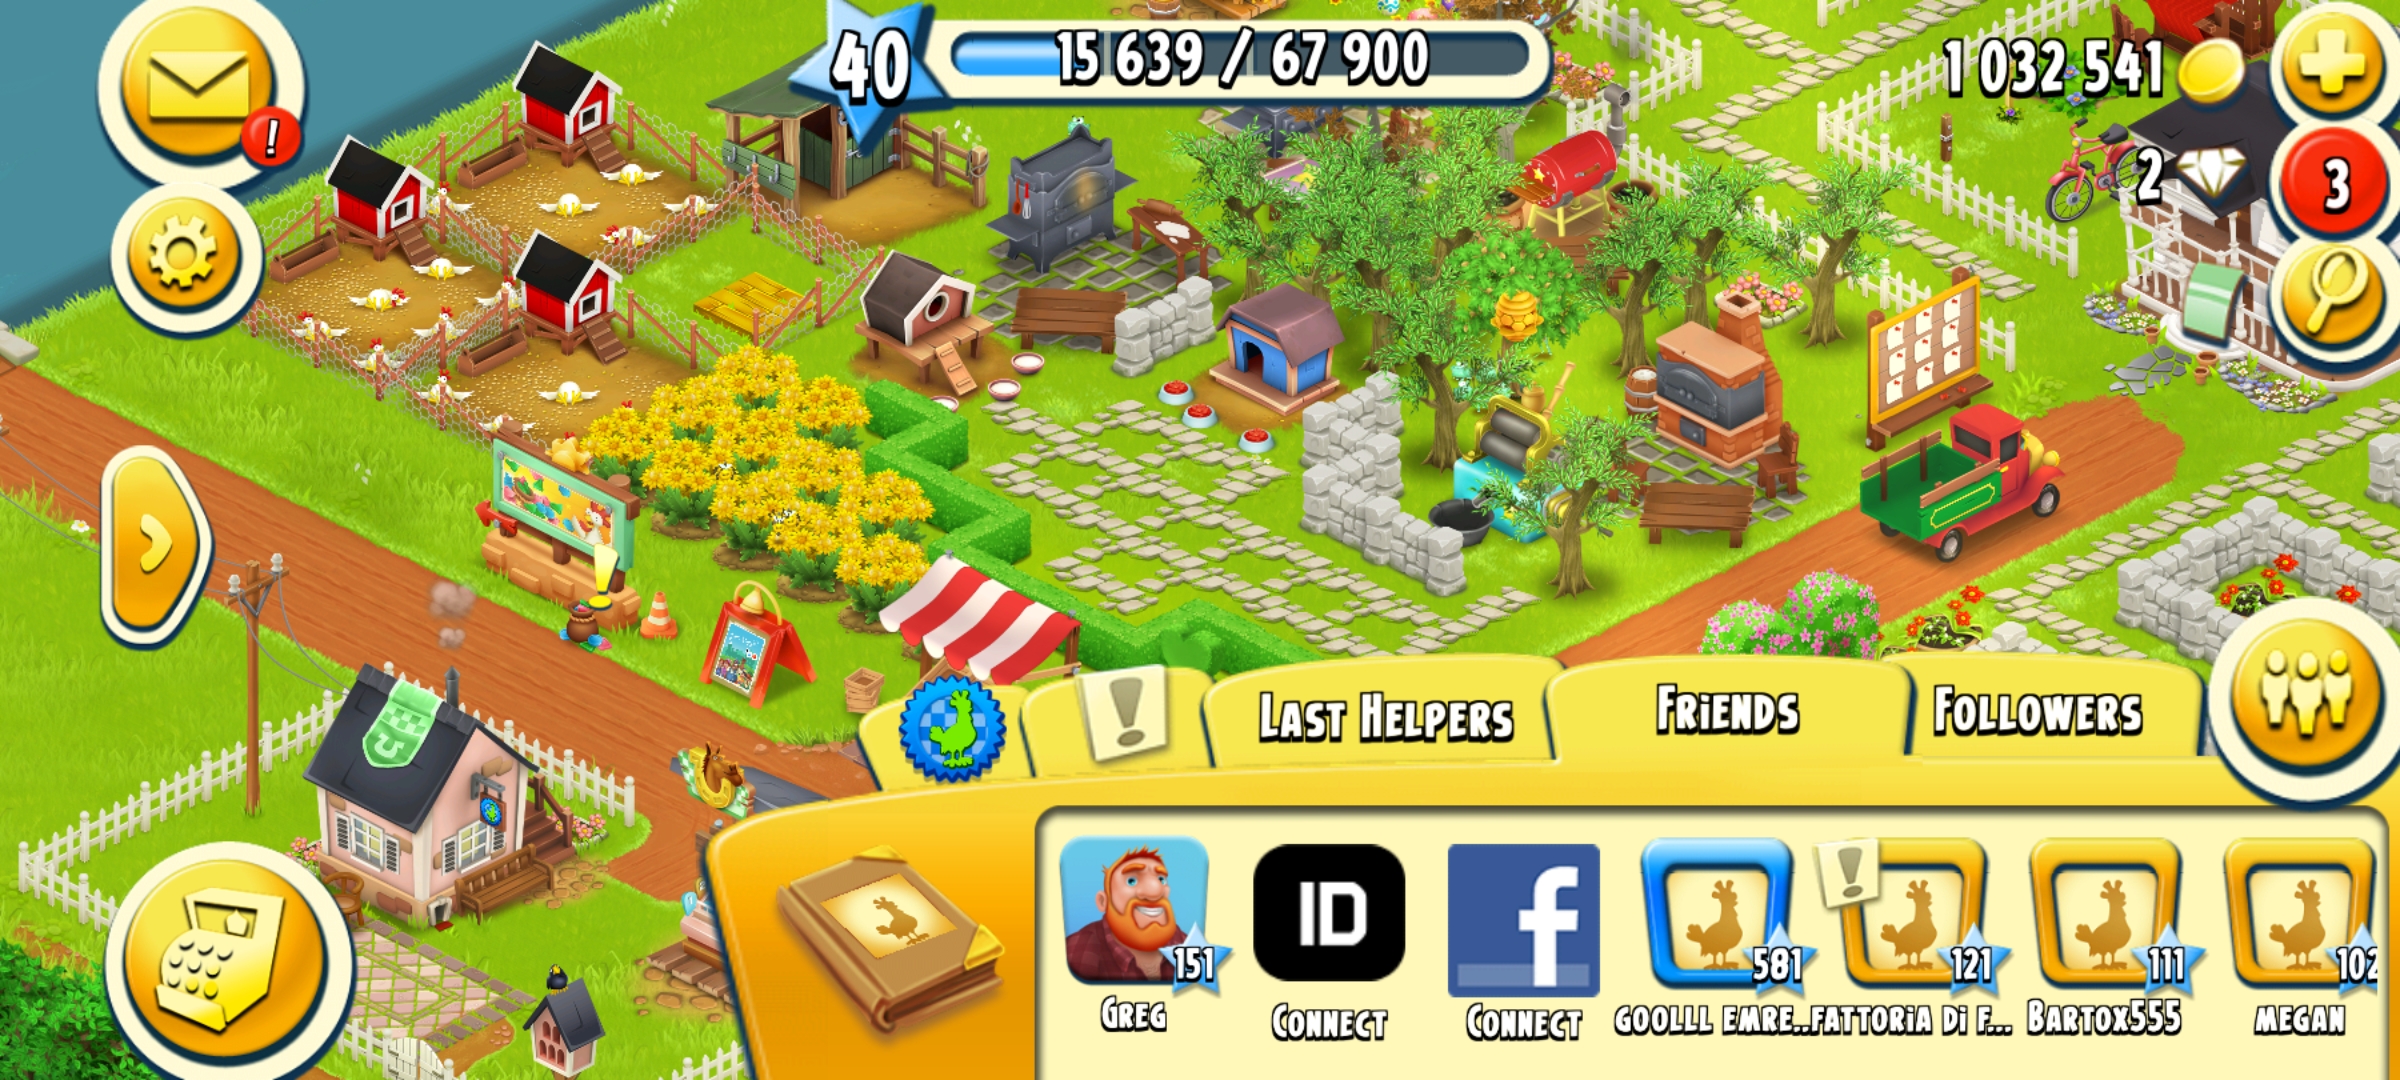 40
15 639 / 67 900
1 032 541
!
2
3
LAST HELPERS
FRiENDS
FOLLOWERS
151
ID
f
581
121
111
102
GREG
CONNECT
CONNECT
GOOLLL EMRE..
FATTORiA Di F...
BARTOX555
MEGAN